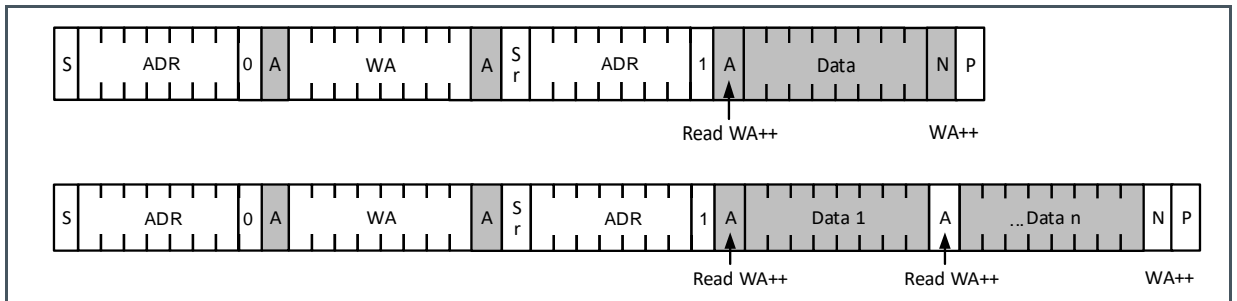 S ADR 0 A WA A Sr ADR 1 A Data N P
Read WA++ WA++
S ADR 0 A WA A Sr ADR 1 A Data 1 A ...Data n N P
Read WA++ Read WA++ WA++